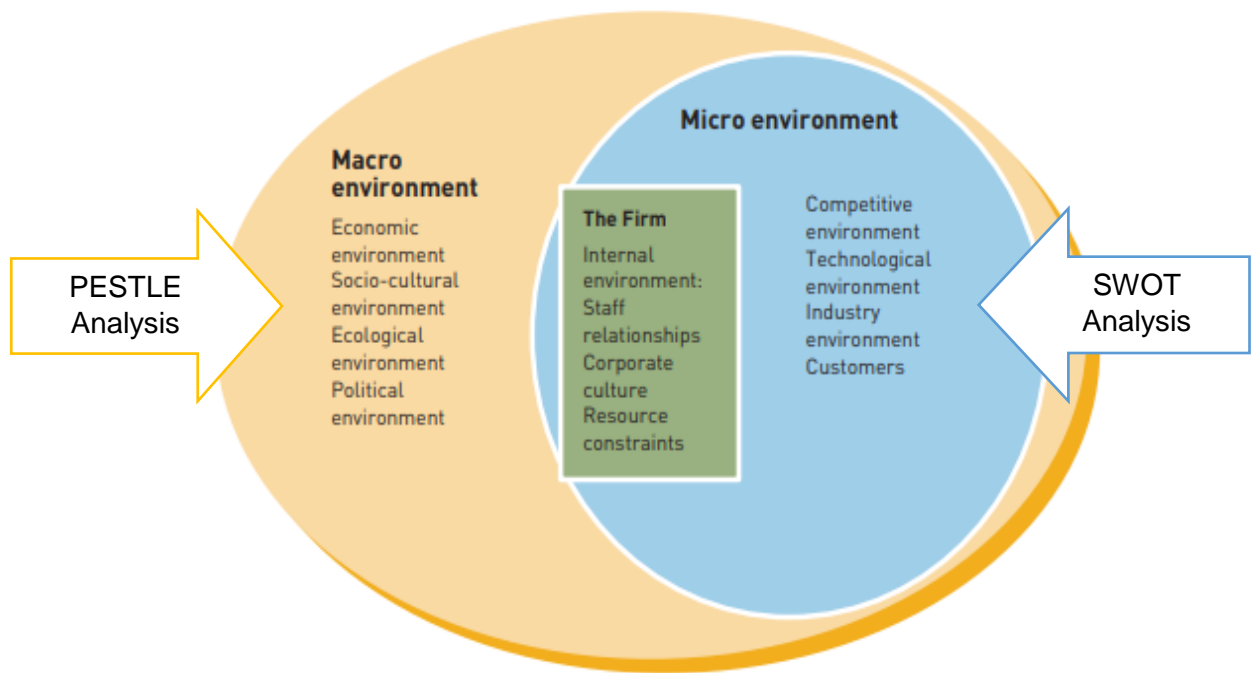 PESTLE
Analysis
Macro
environment
Economic
environment
Socio-cultural
environment
Ecological
environment
Political
environment
The Firm
Internal
environment:
Staff
relationships
Corporate
culture
Resource
constraints
Micro environment
Competitive
environment
Technological
environment
Industry
environment
Customers
SWOT
Analysis